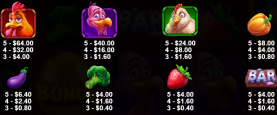 5 - $64.00
4 - $32.00
3 - $4.00
5 - $40.00
4 - $16.00
3 - $1.60
5 - $24.00
4 - $8.00
3 - $1.60
5 - $8.00
4 - $4.00
3 - $0.80
BAR
5 - $6.40
4 - $2.40
3 - $0.80
5 - $4.00
4 - $1.60
3 - $0.40
5 - $4.00
4 - $1.60
3 - $0.40
5 - $4.00
4 - $1.60
3 - $0.40